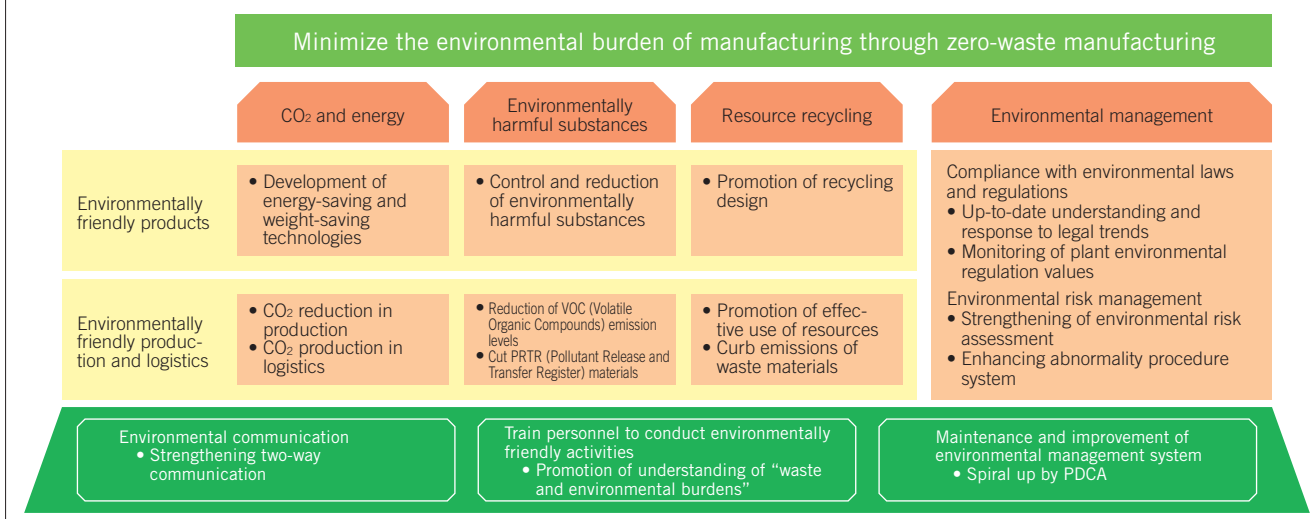 Minimize the environmental burden of manufacturing through zero-waste manufacturing
CO2 and energy
Environmentally
harmful substances
Resource recycling
Environmental management
Environmentally
friendly products
• Development of
energy-saving and
weight-saving
technologies
• Control and reduction
of environmentally
harmful substances
• Promotion of recycling
design
Environmentally
friendly produc-
tion and logistics
• CO2 reduction in
production
• CO2 production in
logistics
• Reduction of VOC (Volatile
Organic Compounds) emission
levels
• Cut PRTR (Pollutant Release and
Transfer Register) materials
• Promotion of effec-
tive use of resources
• Curb emissions of
waste materials
Compliance with environmental laws
and regulations
• Up-to-date understanding and
response to legal trends
• Monitoring of plant environmental
regulation values
Environmental risk management
• Strengthening of environmental risk
assessment
• Enhancing abnormality procedure
system
Environmental communication
• Strengthening two-way
communication
Train personnel to conduct environmentally
friendly activities
• Promotion of understanding of “waste
and environmental burdens”
Maintenance and improvement of
environmental management system
• Spiral up by PDCA